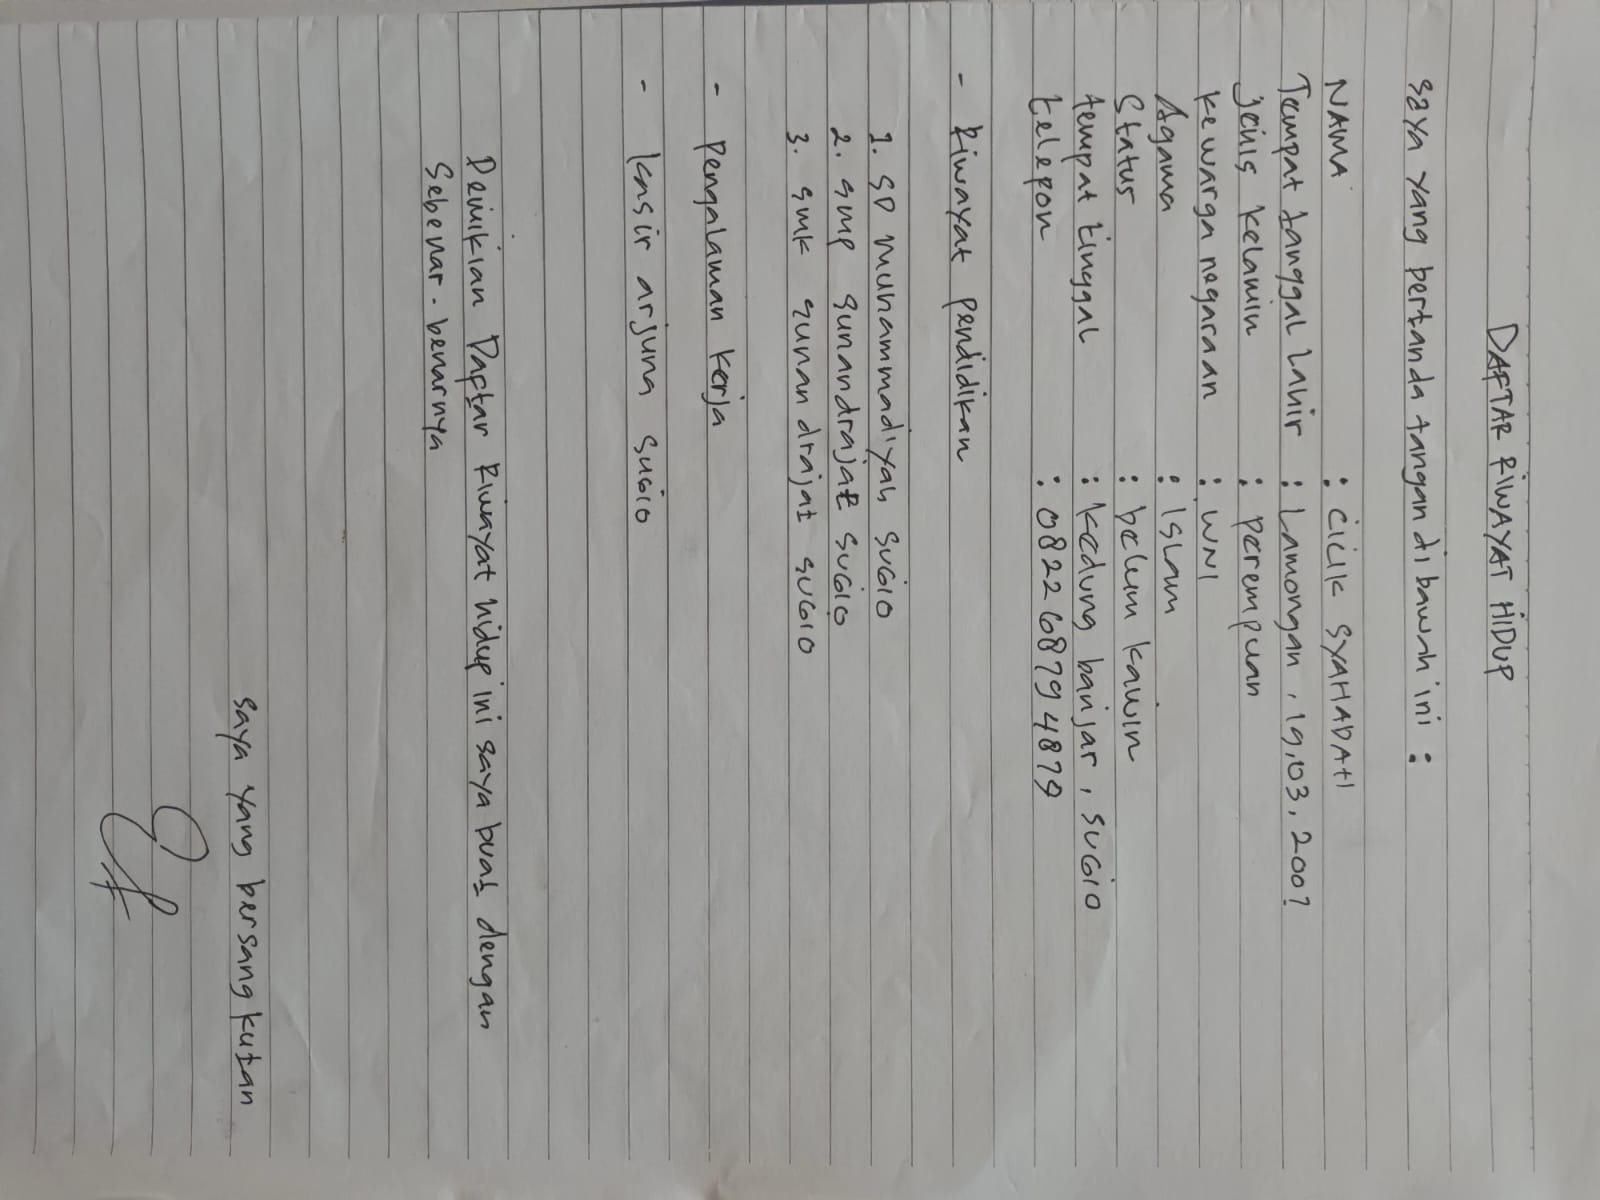 DAFTAR RIWAYAT HIDUP
saya yang bertanda tangan di bawah ini :
NAMA : CICIK SYAHADATI
Tempat tanggal Lahir : Lamongan, 19,03,2007
jenis kelamin : perempuan
kewarga negaraan : WNI
Agama : Islam
Status : belum kawin
tempat tinggal : kedung banjar, SUGIO
telepon : 082268794879
- Riwayat pendidikan
1. SD muhammadiyah SUGIO
2. smp sunandrajat SUGIO
3. smk sunan drajat SUGIO
- pengalaman kerja
- kasir arjuna SUGIO
Demikian Daftar Riwayat hidup ini saya buat dengan
Sebenar-benarnya
saya yang bersangkutan